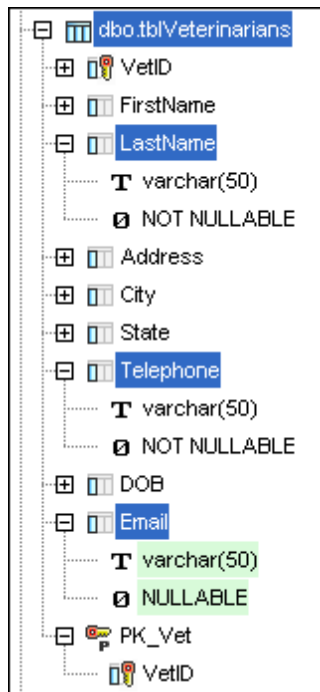 dbo.tblVeterinarians
VetID
FirstName
LastName
T varchar(50)
Ø NOT NULLABLE
Address
City
State
Telephone
T varchar(50)
Ø NOT NULLABLE
DOB
Email
T varchar(50)
Ø NULLABLE
P PK_Vet
VetID